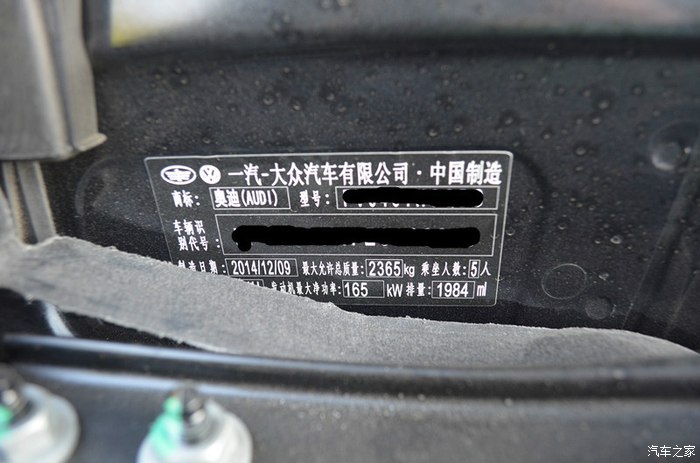 一汽-大众汽车有限公司·中国制造
商标: 奥迪(AUDI) 型号:
车辆识
别代号:
制造日期 2014/12/09 最大允许总质量: 2365kg 乘坐人数: 5人
发动机最大净功率: 165 kW 排量: 1984 ml
汽车之家